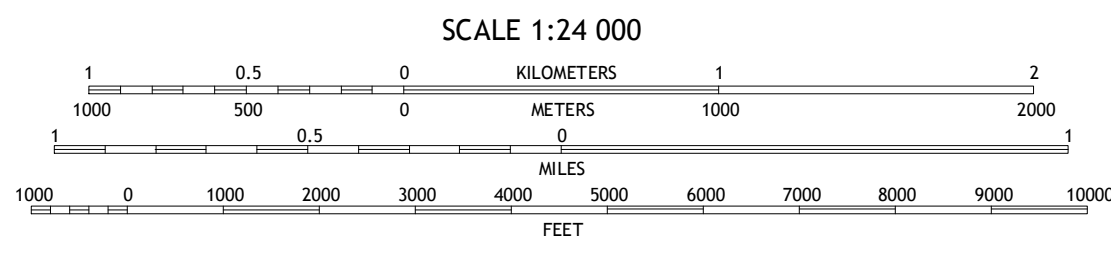 SCALE 1:24 000
1 0.5 0 KILOMETERS 1 2
1000 500 0 METERS 1000 2000
1 0.5 0 1
MILES
1000 0 1000 2000 3000 4000 5000 6000 7000 8000 9000 10000
FEET